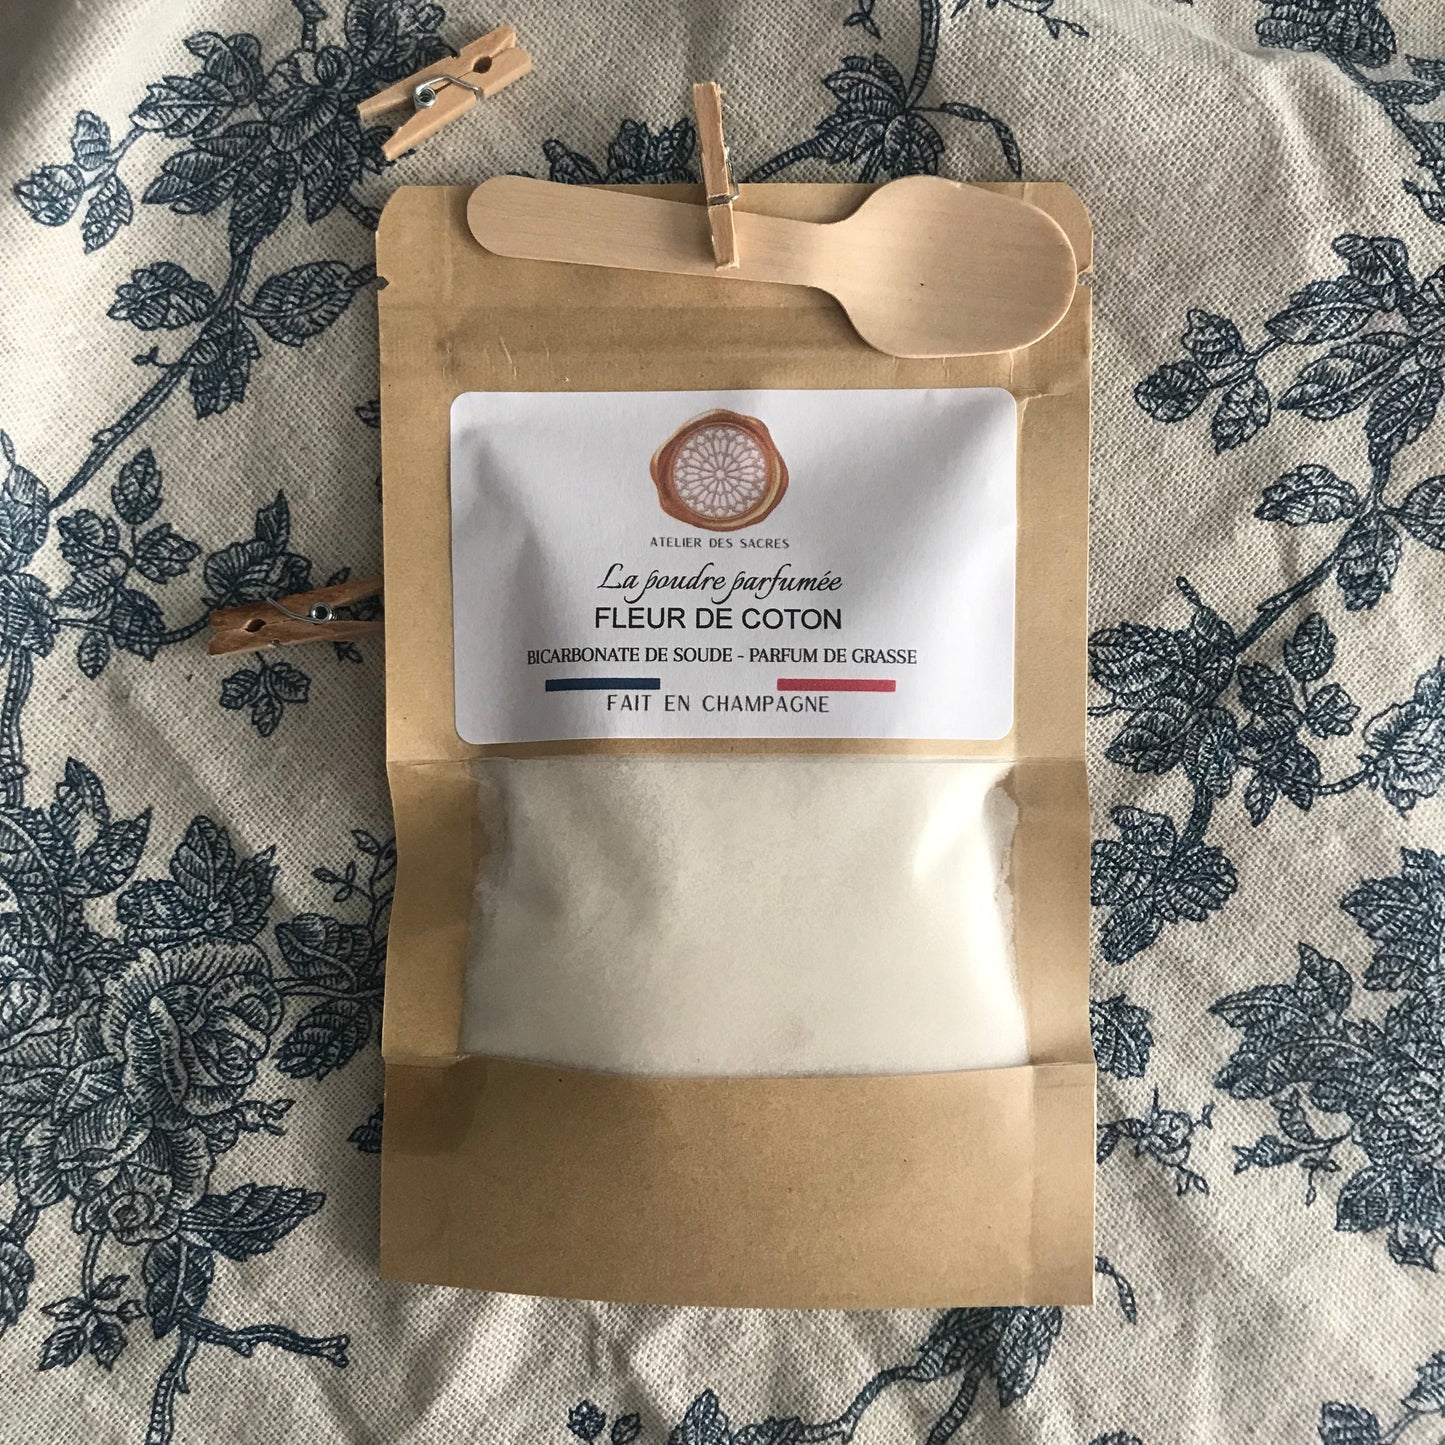 ATELIER DES SACRES
La poudre parfumée
FLEUR DE COTON
BICARBONATE DE SOUDE - PARFUM DE GRASSE
FAIT EN CHAMPAGNE